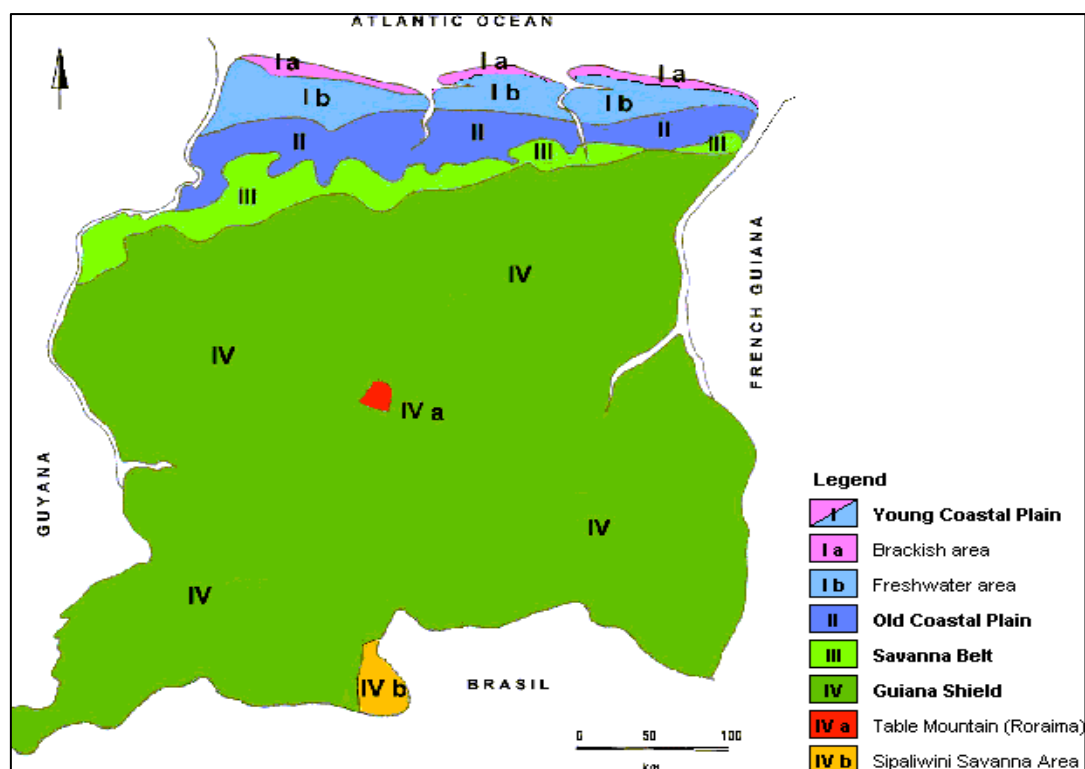 ATLANTIC OCEAN
I a
I a
I a
I b
I b
I b
II
II
II
III
III
III
IV
IV
IV a
GUYANA
FRENCH GUIANA
IV
IV
IV b
BRASIL
0 50 100
km
Legend
I Young Coastal Plain
I a Brackish area
I b Freshwater area
II Old Coastal Plain
III Savanna Belt
IV Guiana Shield
IV a Table Mountain (Roraima)
IV b Sipaliwini Savanna Area